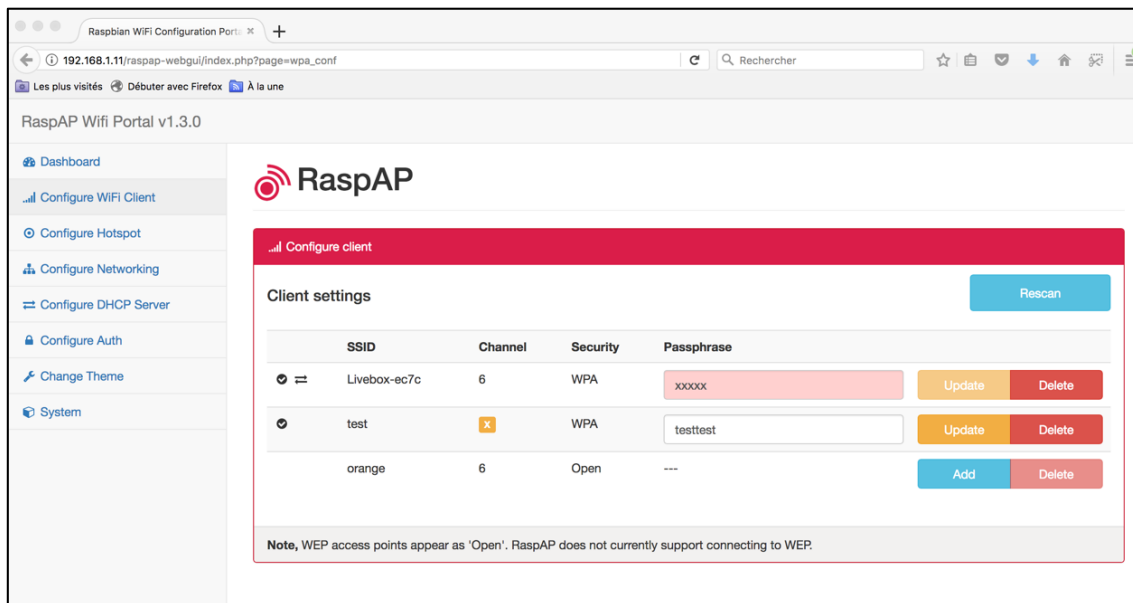 Raspbian WiFi Configuration Porta
192.168.1.11/raspap-webgui/index.php?page=wpa_conf
Rechercher
Les plus visités Débuter avec Firefox À la une
RaspAP Wifi Portal v1.3.0
Dashboard
Configure WiFi Client
Configure Hotspot
Configure Networking
Configure DHCP Server
Configure Auth
Change Theme
System
RaspAP
Configure client
Client settings
Rescan
SSID Channel Security Passphrase
Livebox-ec7c 6 WPA xxxxx Update Delete
test X WPA testtest Update Delete
orange 6 Open --- Add Delete
Note, WEP access points appear as 'Open'. RaspAP does not currently support connecting to WEP.